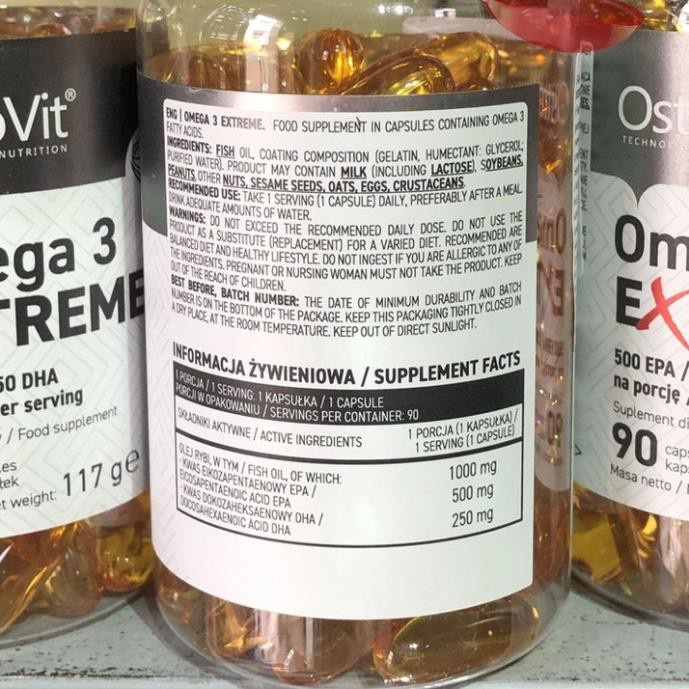 oVit®
NUTRITION
ega 3
TREME
50 DHA
er serving
/ Food supplement
et weight: 117 g e
ENG | OMEGA 3 EXTREME. FOOD SUPPLEMENT IN CAPSULES CONTAINING OMEGA 3
FATTY ACIDS.
INGREDIENTS: FISH OIL, COATING COMPOSITION (GELATIN, HUMECTANT: GLYCEROL;
PURIFIED WATER). PRODUCT MAY CONTAIN MILK (INCLUDING LACTOSE), SOYBEANS,
PEANUTS, OTHER NUTS, SESAME SEEDS, OATS, EGGS, CRUSTACEANS.
RECOMMENDED USE: TAKE 1 SERVING (1 CAPSULE) DAILY, PREFERABLY AFTER A MEAL.
DRINK ADEQUATE AMOUNTS OF WATER.
WARNINGS: DO NOT EXCEED THE RECOMMENDED DAILY DOSE. DO NOT USE THE
PRODUCT AS A SUBSTITUTE (REPLACEMENT) FOR A VARIED DIET. RECOMMENDED ARE
BALANCED DIET AND HEALTHY LIFESTYLE. DO NOT INGEST IF YOU ARE ALLERGIC TO ANY OF
THE INGREDIENTS. PREGNANT OR NURSING WOMAN MUST NOT TAKE THE PRODUCT. KEEP
OUT OF THE REACH OF CHILDREN.
BEST BEFORE, BATCH NUMBER: THE DATE OF MINIMUM DURABILITY AND BATCH
NUMBER IS ON THE BOTTOM OF THE PACKAGE. KEEP THIS PACKAGING TIGHTLY CLOSED IN
A DRY PLACE, AT THE ROOM TEMPERATURE. KEEP OUT OF DIRECT SUNLIGHT.
INFORMACJA ŻYWIENIOWA / SUPPLEMENT FACTS
1 PORCJA / 1 SERVING: 1 KAPSUŁKA / 1 CAPSULE
PORCJI W OPAKOWANIU / SERVINGS PER CONTAINER: 90
SKŁADNIKI AKTYWNE / ACTIVE INGREDIENTS 1 PORCJA (1 KAPSUŁKA) /
1 SERVING (1 CAPSULE)
OLEJ RYBI, W TYM / FISH OIL, OF WHICH: 1000 mg
- KWAS EIKOZAPENTAENOWY EPA /
EICOSAPENTAENOIC ACID EPA 500 mg
- KWAS DOKOZAHEKSAENOWY DHA /
DOCOSAHEXAENOIC ACID DHA 250 mg
Ost
TECHNO
Om
EX
500 EPA /
na porcję
Suplement di
90 caps
kap
Masa netto /